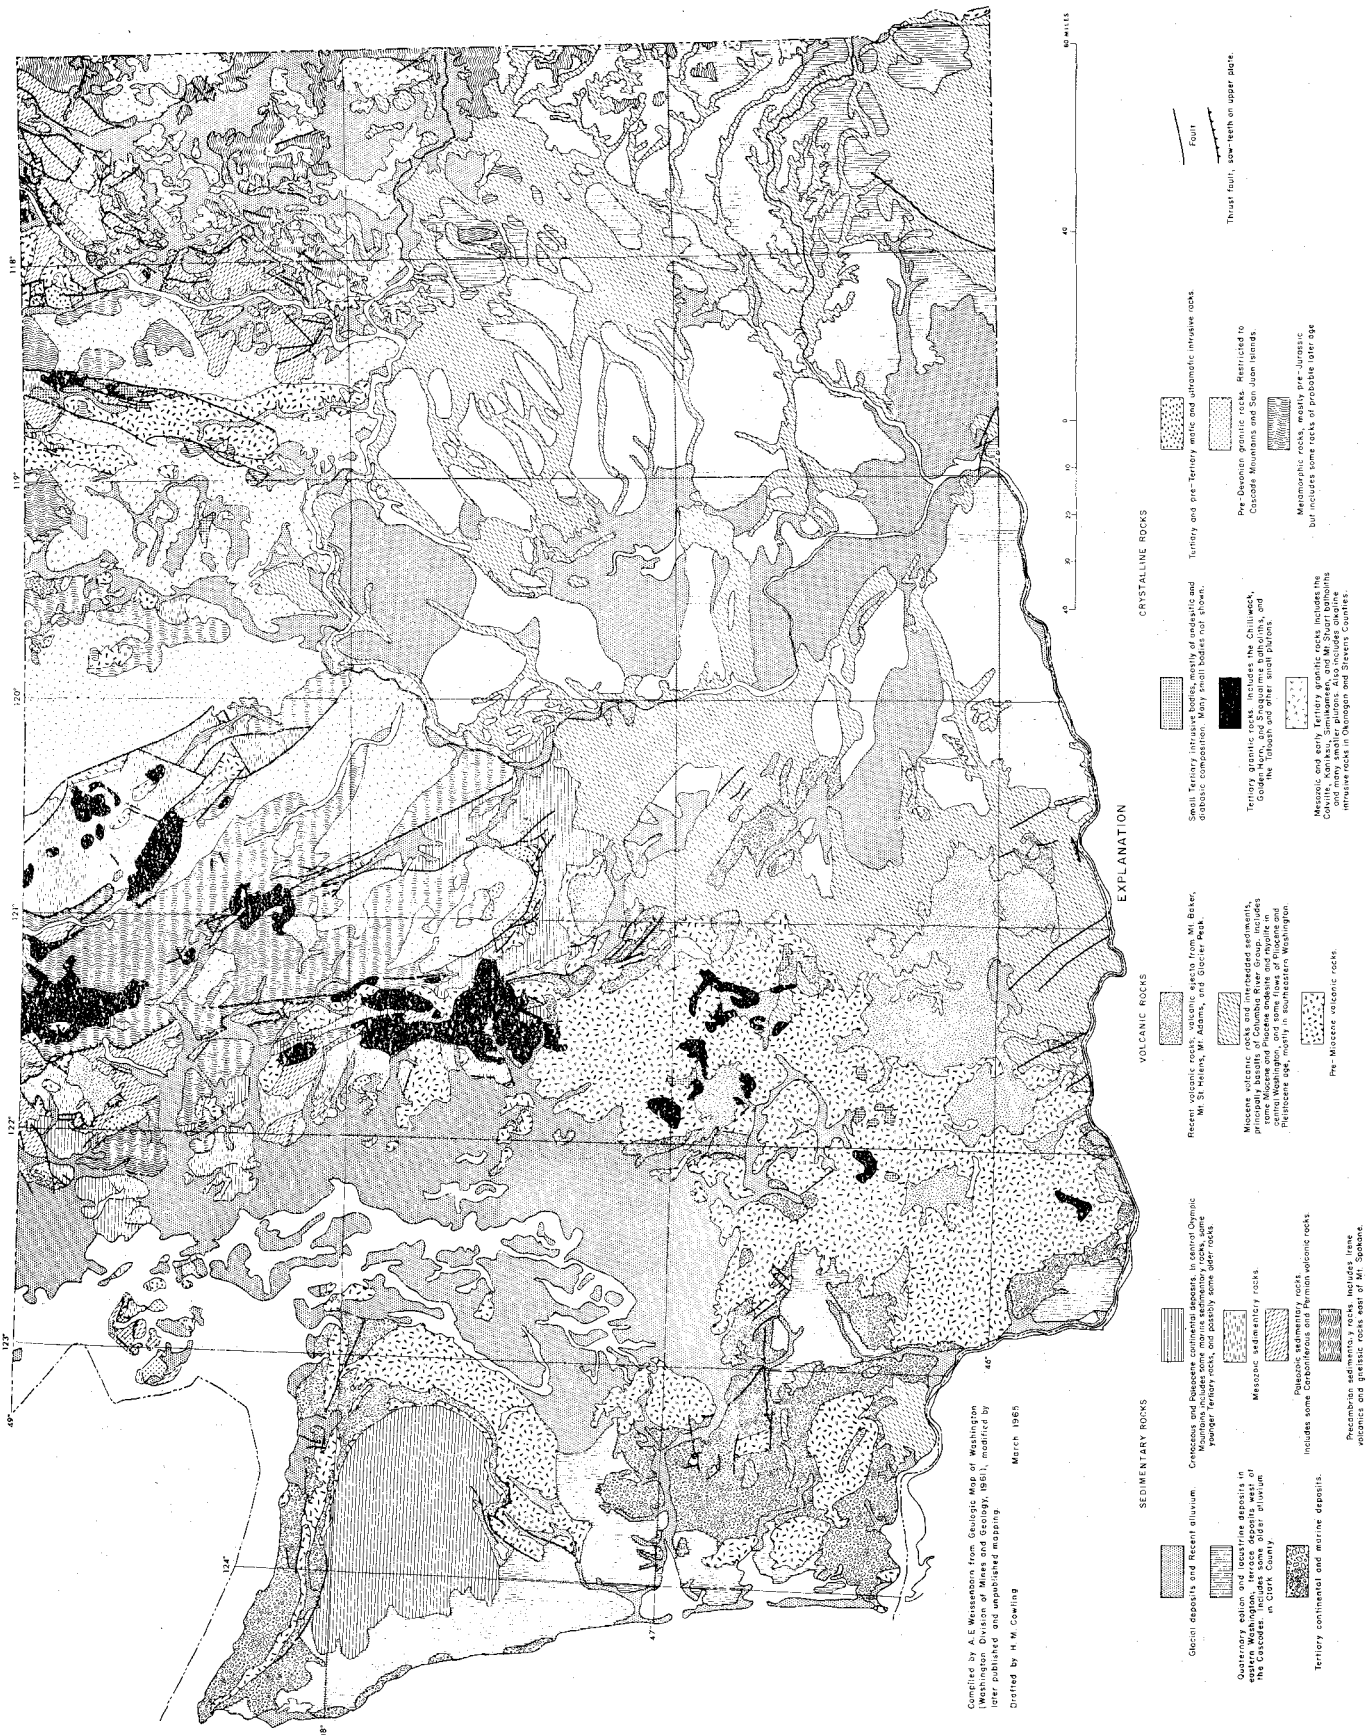 49°
123°
122°
121°
120°
119°
118°
124°
48°
47°
46°
46°
Compiled by A. E. Weissenborn from Geologic Map of Washington
(Washington Division of Mines and Geology, 1961), modified by
later published and unpublished mapping.
Drafted by H. M. Cowling March 1965
10 0 10 20 40 60 MILES
EXPLANATION
SEDIMENTARY ROCKS
Glacial deposits and Recent alluvium.
Quaternary eolian and lacustrine deposits in
eastern Washington, terrace deposits west of
the Cascades. Includes some older alluvium
in Clark County.
Tertiary continental and marine deposits.
Cretaceous and Paleocene continental deposits. In central Olympic
Mountains includes some marine sedimentary rocks, some
younger Tertiary rocks, and possibly some older rocks.
Mesozoic sedimentary rocks.
Paleozoic sedimentary rocks.
Includes some Carboniferous and Permian volcanic rocks.
Precambrian sedimentary rocks. Includes Irene
volcanics and gneissic rocks east of Mt. Spokane.
VOLCANIC ROCKS
Recent volcanic rocks; volcanic ejecta from Mt. Baker,
Mt. St. Helens, Mt. Adams, and Glacier Peak.
Miocene volcanic rocks and interbedded sediments,
principally basalts of Columbia River Group. Includes
some Miocene and Pliocene andesite and rhyolite in
central Washington, and some flows of Pliocene and
Pleistocene age, mostly in southeastern Washington.
Pre-Miocene volcanic rocks.
CRYSTALLINE ROCKS
Small Tertiary intrusive bodies, mostly of andesitic and
diabasic composition. Many small bodies not shown.
Tertiary granitic rocks. Includes the Chilliwack,
Golden Horn, and Snoqualmie batholiths, and
the Tatoosh and other small plutons.
Mesozoic and early Tertiary granitic rocks. Includes the
Colville, Kaniksu, Similkameen, and Mt. Stuart batholiths
and many smaller plutons. Also includes alkaline
intrusive rocks in Okanogan and Stevens Counties.
Tertiary and pre-Tertiary mafic and ultramafic intrusive rocks.
Pre-Devonian granitic rocks. Restricted to
Cascade Mountains and San Juan Islands.
Metamorphic rocks, mostly pre-Jurassic
but includes some rocks of probable later age
Fault
Thrust fault, saw-teeth on upper plate.